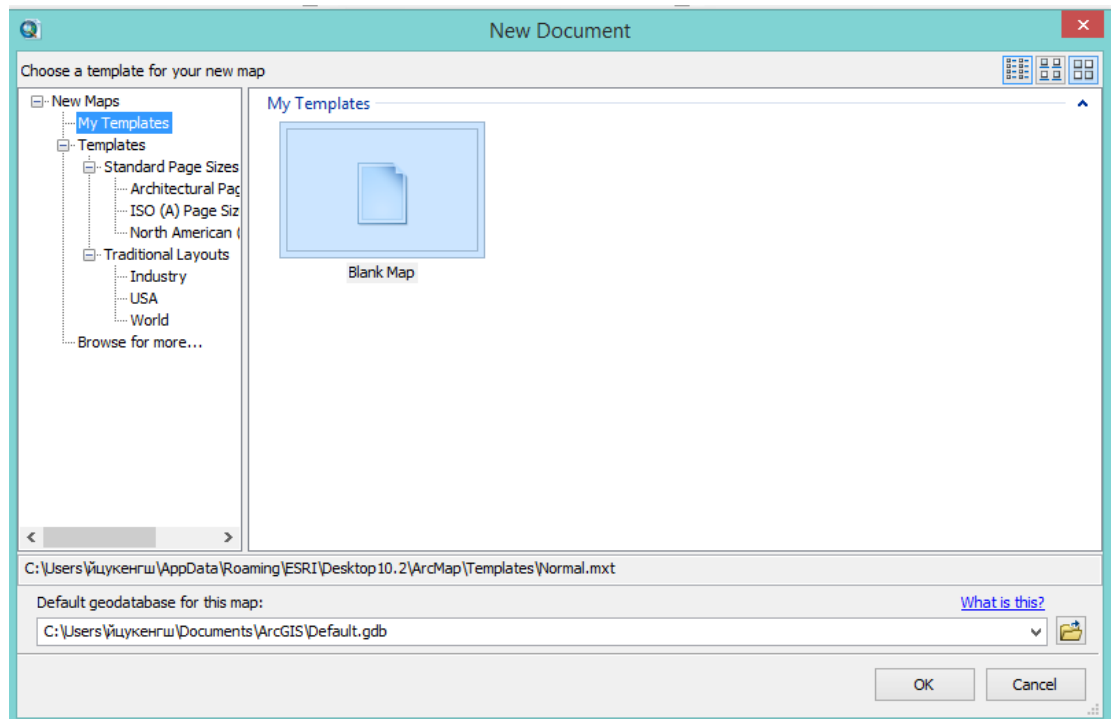 New Document
Choose a template for your new map
New Maps
My Templates
Templates
Standard Page Sizes
Architectural Pag
ISO (A) Page Siz
North American (
Traditional Layouts
Industry
USA
World
Browse for more...
My Templates
Blank Map
C:\Users\йцукенгш\AppData\Roaming\ESRI\Desktop10.2\ArcMap\Templates\Normal.mxt
Default geodatabase for this map:
What is this?
C:\Users\йцукенгш\Documents\ArcGIS\Default.gdb
OK
Cancel